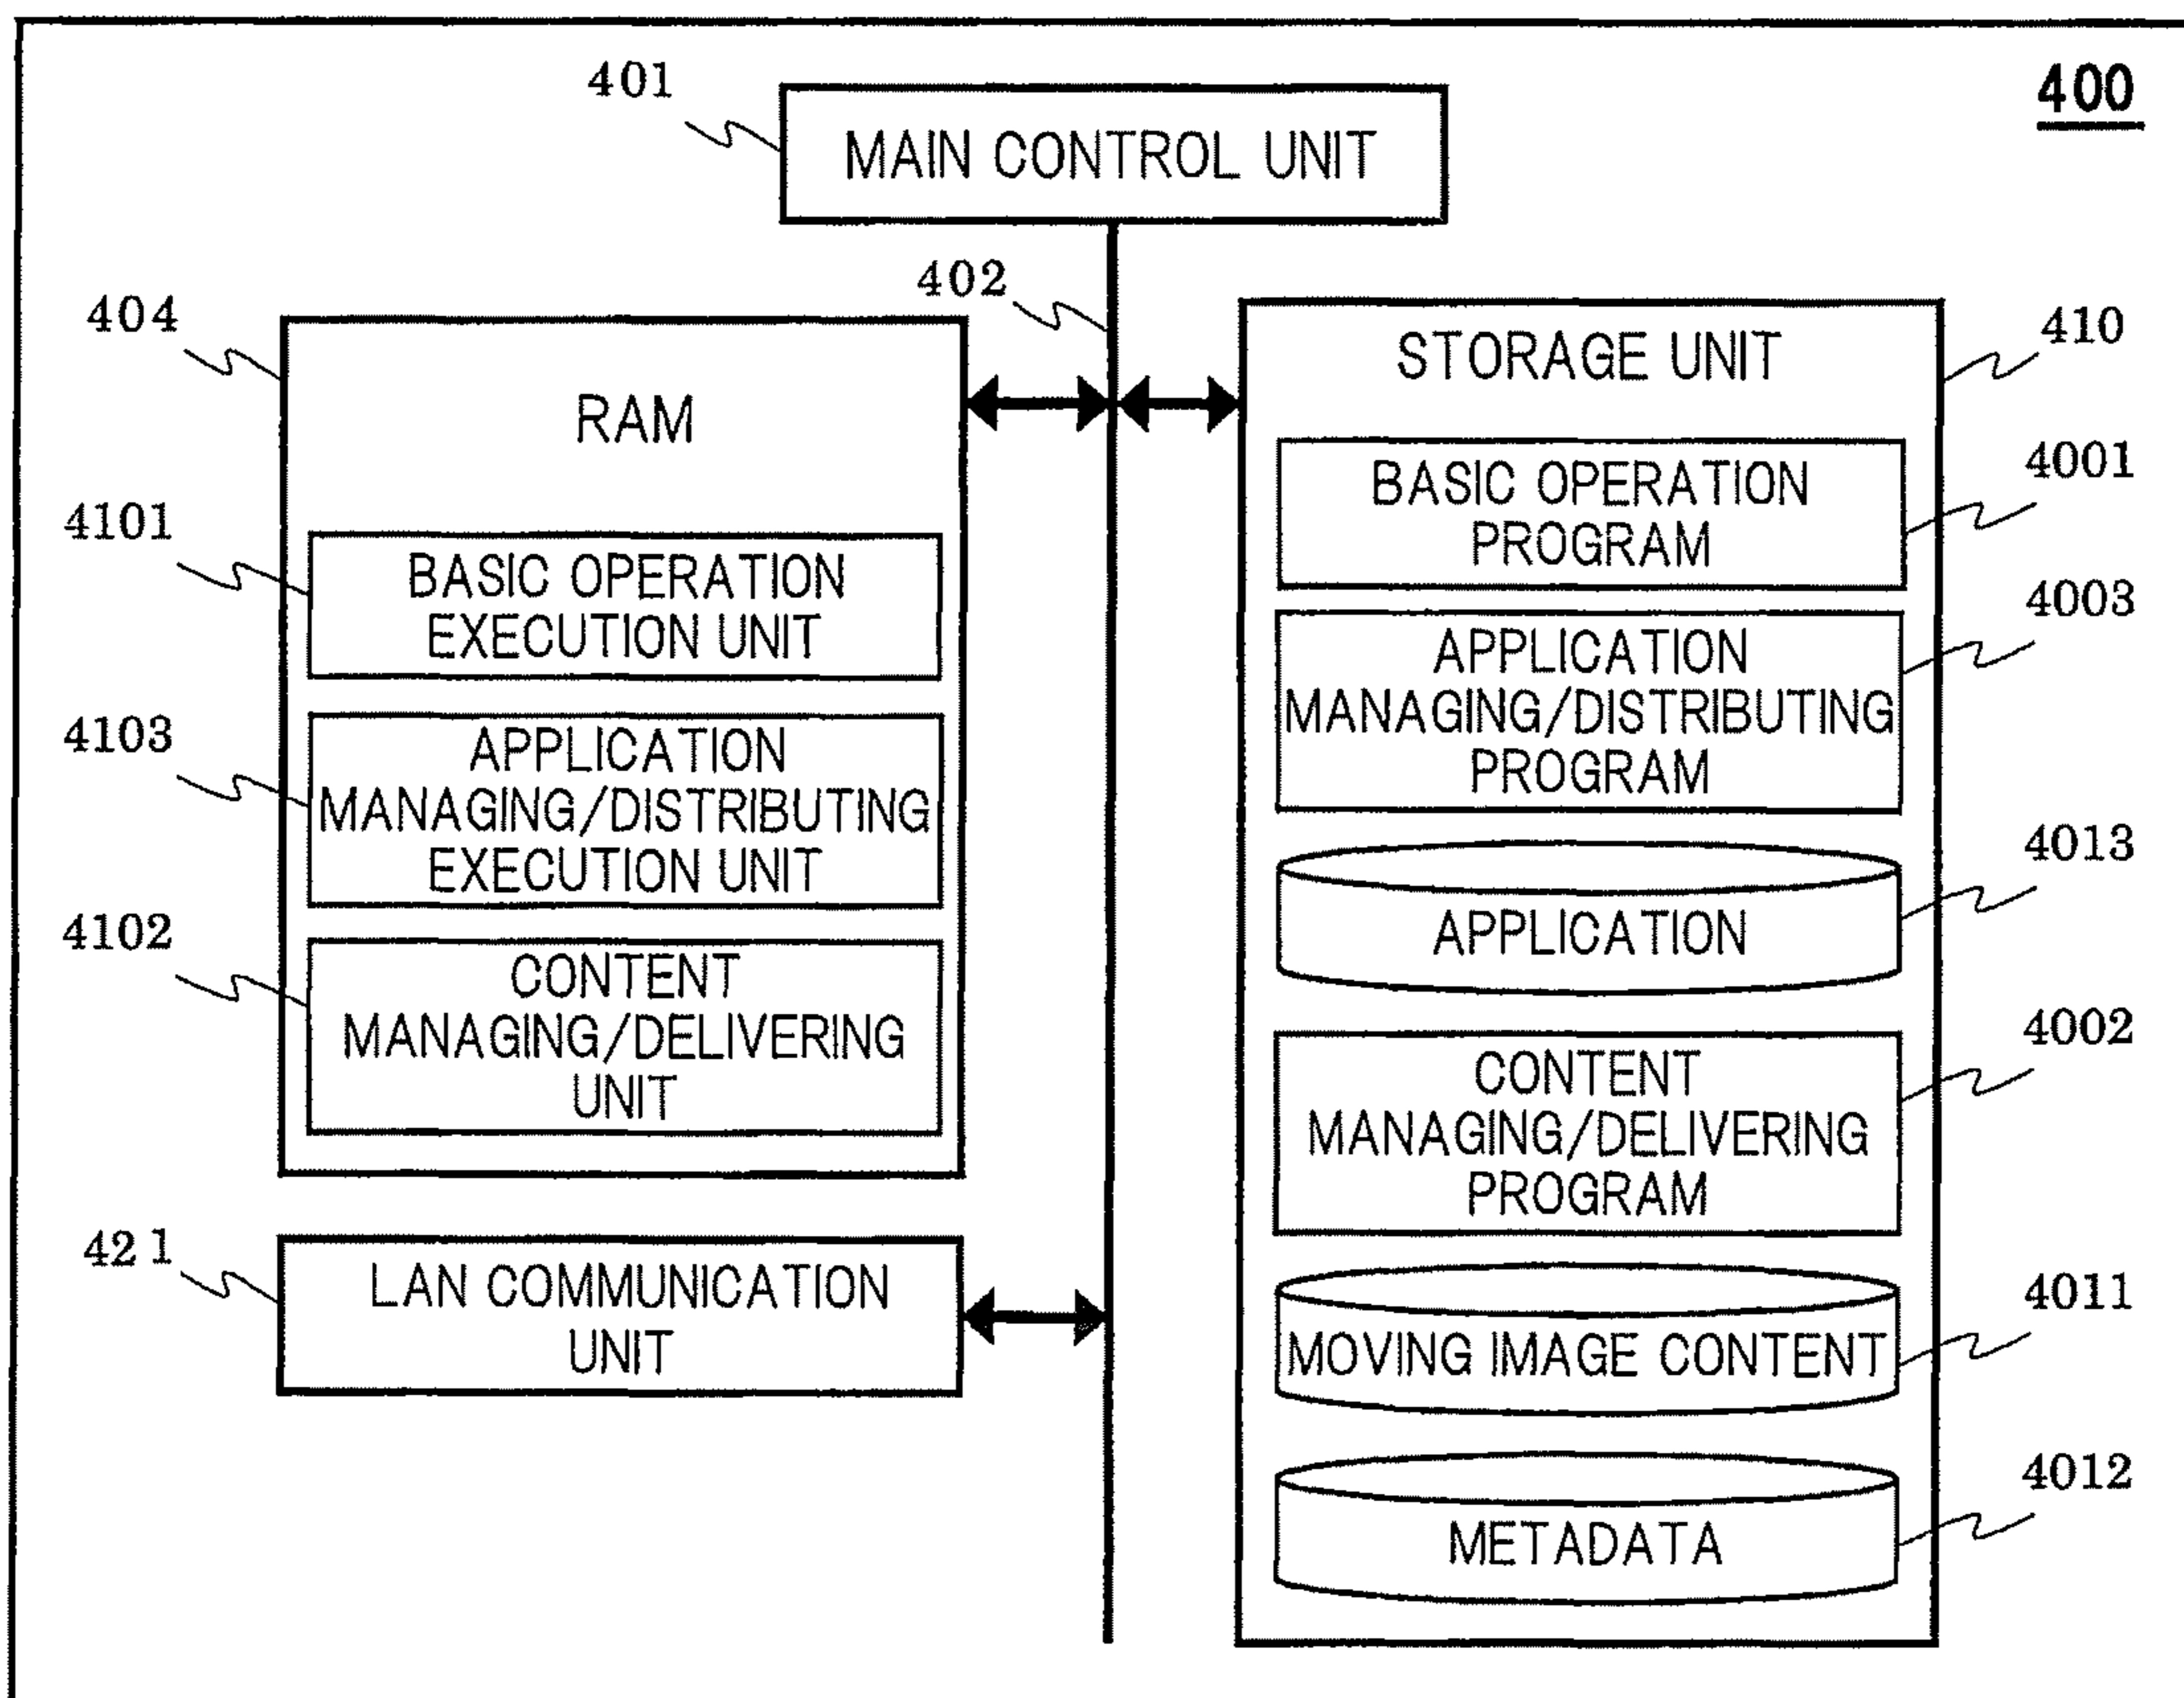 400
401
MAIN CONTROL UNIT
402
404
RAM
4101
BASIC OPERATION
EXECUTION UNIT
4103
APPLICATION
MANAGING/DISTRIBUTING
EXECUTION UNIT
4102
CONTENT
MANAGING/DELIVERING
UNIT
421
LAN COMMUNICATION
UNIT
STORAGE UNIT
410
BASIC OPERATION
PROGRAM
4001
APPLICATION
MANAGING/DISTRIBUTING
PROGRAM
4003
APPLICATION
4013
CONTENT
MANAGING/DELIVERING
PROGRAM
4002
MOVING IMAGE CONTENT
4011
METADATA
4012